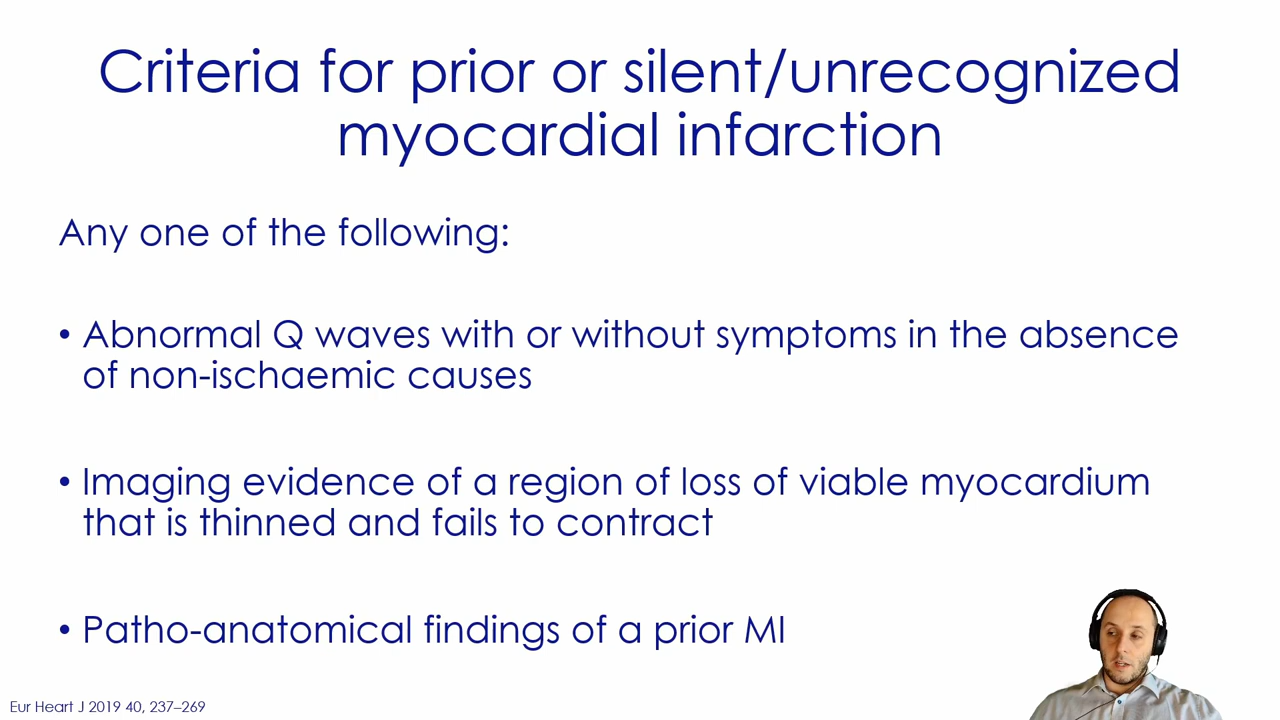 Criteria for prior or silent/unrecognized
myocardial infarction
Any one of the following:
• Abnormal Q waves with or without symptoms in the absence
of non-ischaemic causes
• Imaging evidence of a region of loss of viable myocardium
that is thinned and fails to contract
• Patho-anatomical findings of a prior MI
Eur Heart J 2019 40, 237–269